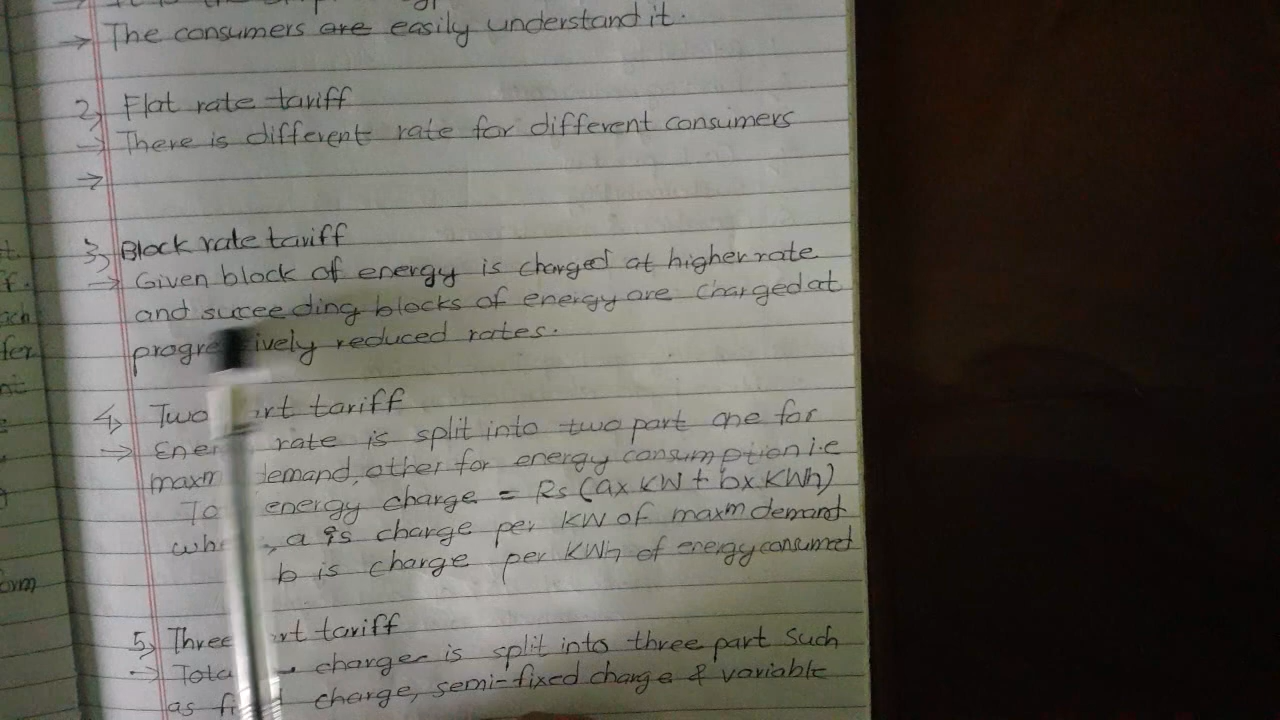 → The consumers are easily understand it.
2, Flat rate tariff
→ There is different rate for different consumers
→
3, Block rate tariff
→ Given block of energy is charged at higher rate
and succeeding blocks of energy are charged at
progre ively reduced rates.
4, Two rt tariff
→ Ener rate is split into two part one for
maxm demand, other for energy consumption i.e
To energy charge = Rs (a x KW + b x KWh)
whe , a is charge per KW of maxm demand
b is charge per KWh of energy consumed
5, Three rt tariff
→ Tota charge is split into three part such
as fi d charge, semi-fixed charge & variable